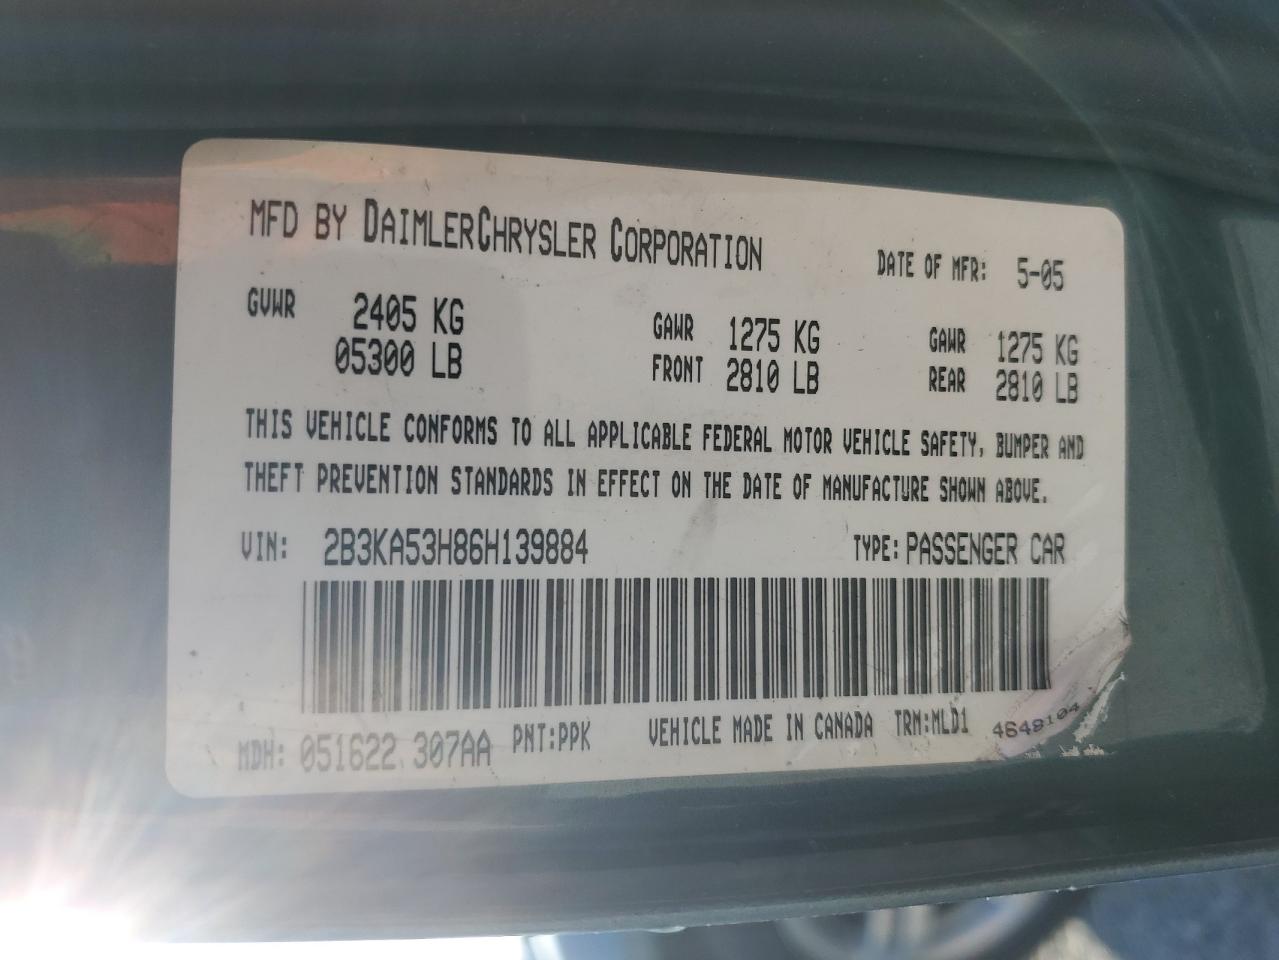 MFD BY DAIMLERCHRYSLER CORPORATION DATE OF MFR: 5-05
GVWR 2405 KG GAWR 1275 KG GAWR 1275 KG
05300 LB FRONT 2810 LB REAR 2810 LB
THIS VEHICLE CONFORMS TO ALL APPLICABLE FEDERAL MOTOR VEHICLE SAFETY, BUMPER AND
THEFT PREVENTION STANDARDS IN EFFECT ON THE DATE OF MANUFACTURE SHOWN ABOVE.
VIN: 2B3KA53H86H139884 TYPE: PASSENGER CAR
MDH: 051622 307AA PNT:PPK VEHICLE MADE IN CANADA TRM:MLD1 4649104